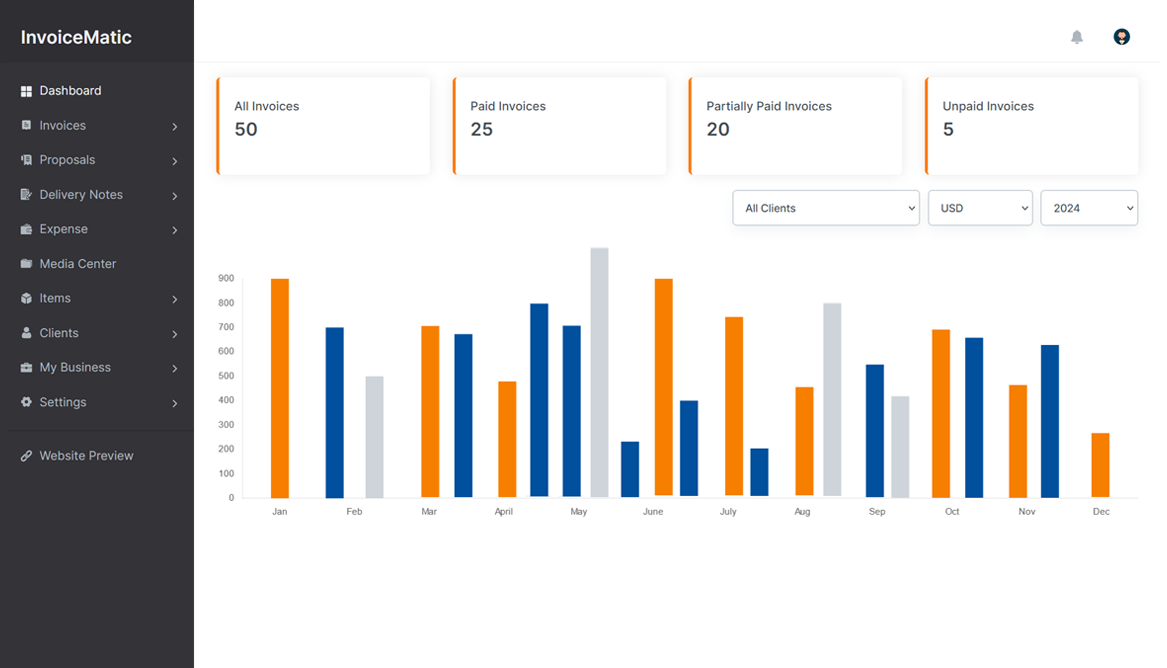 InvoiceMatic
Dashboard
Invoices
Proposals
Delivery Notes
Expense
Media Center
Items
Clients
My Business
Settings
Website Preview
All Invoices
50
Paid Invoices
25
Partially Paid Invoices
20
Unpaid Invoices
5
All Clients
USD
2024
900
800
700
600
500
400
300
200
100
0
Jan Feb Mar April May June July Aug Sep Oct Nov Dec